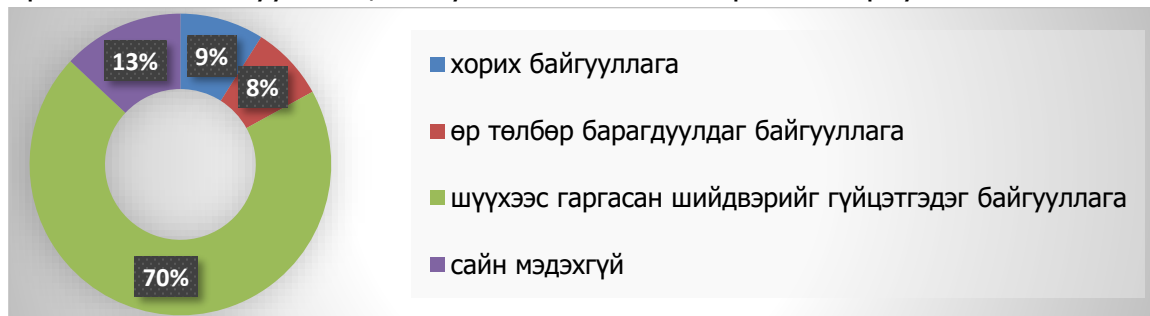 13%
9%
8%
70%
хорих байгууллага
өр төлбөр барагдуулдаг байгууллага
шүүхээс гаргасан шийдвэрийг гүйцэтгэдэг байгууллага
сайн мэдэхгүй